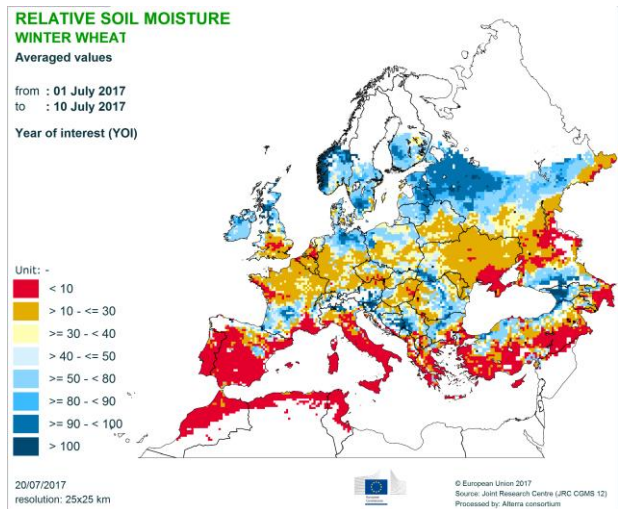 RELATIVE SOIL MOISTURE
WINTER WHEAT
Averaged values
from : 01 July 2017
to : 10 July 2017
Year of interest (YOI)
Unit: -
< 10
> 10 - <= 30
>= 30 - < 40
> 40 - <= 50
>= 50 - < 80
>= 80 - < 90
>= 90 - < 100
> 100
20/07/2017
resolution: 25x25 km
© European Union 2017
Source: Joint Research Centre (JRC CGMS 12)
Processed by: Alterra consortium